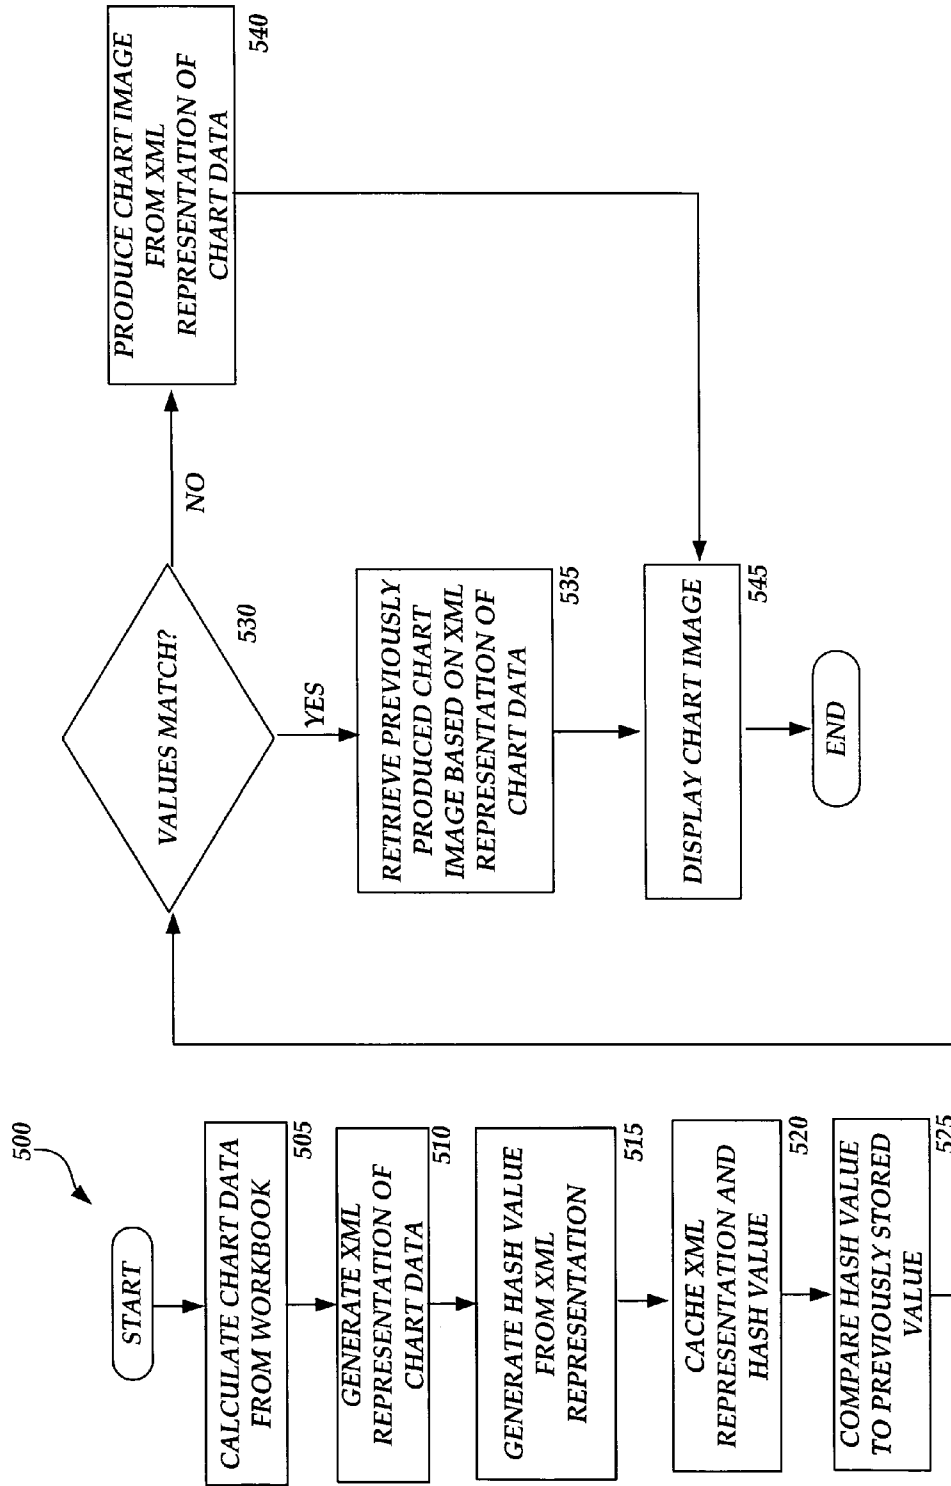 500
START
CALCULATE CHART DATA
FROM WORKBOOK
505
GENERATE XML
REPRESENTATION OF
CHART DATA
510
GENERATE HASH VALUE
FROM XML
REPRESENTATION
515
CACHE XML
REPRESENTATION AND
HASH VALUE
520
COMPARE HASH VALUE
TO PREVIOUSLY STORED
VALUE
525
VALUES MATCH?
530
NO
YES
RETRIEVE PREVIOUSLY
PRODUCED CHART
IMAGE BASED ON XML
REPRESENTATION OF
CHART DATA
535
PRODUCE CHART IMAGE
FROM XML
REPRESENTATION OF
CHART DATA
540
DISPLAY CHART IMAGE
545
END